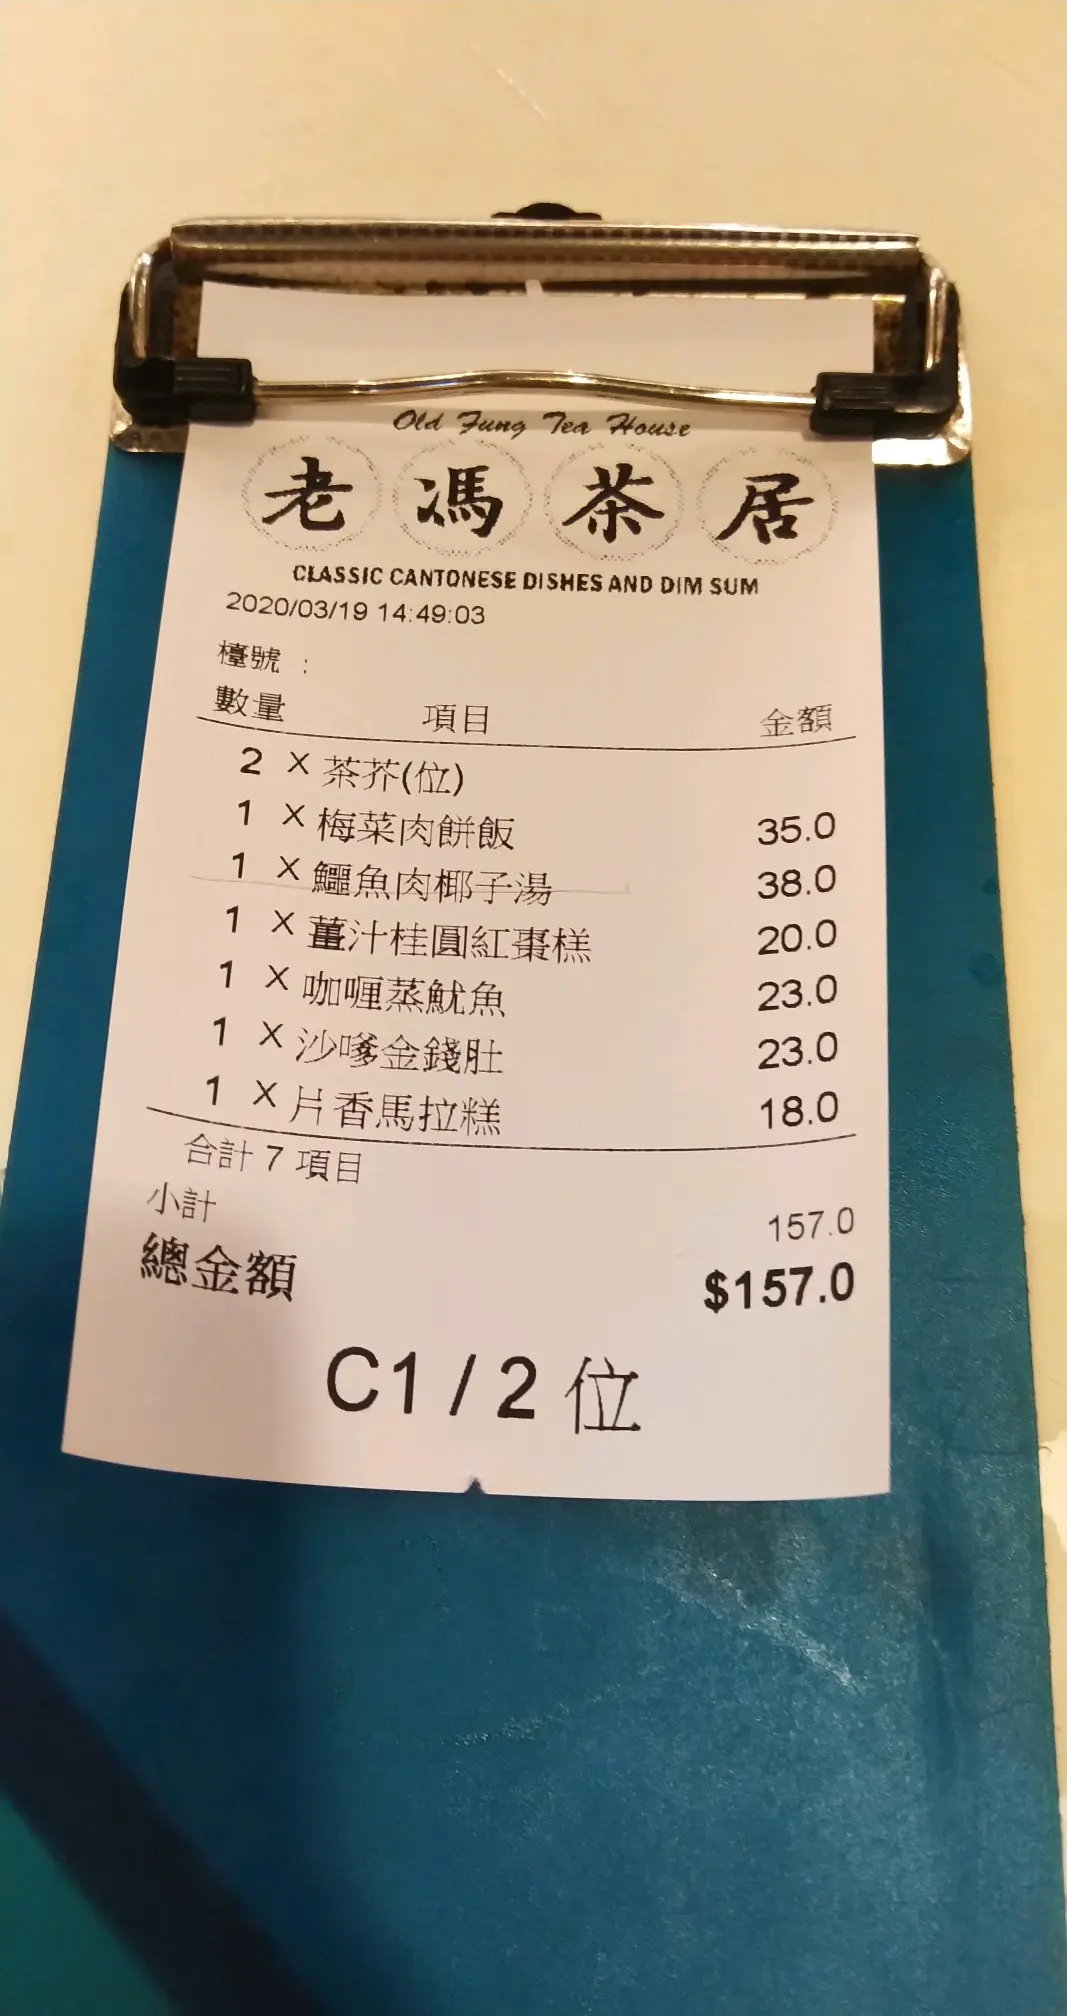 Old Fung Tea House
老馮茶居
CLASSIC CANTONESE DISHES AND DIM SUM
2020/03/19 14:49:03
檯號 :
數量 項目 金額
2 X 茶芥(位)
1 X 梅菜肉餅飯 35.0
1 X 鱷魚肉椰子湯 38.0
1 X 薑汁桂圓紅棗糕 20.0
1 X 咖喱蒸魷魚 23.0
1 X 沙嗲金錢肚 23.0
1 X 片香馬拉糕 18.0
合計 7 項目
小計 157.0
總金額 $157.0
C1 / 2 位